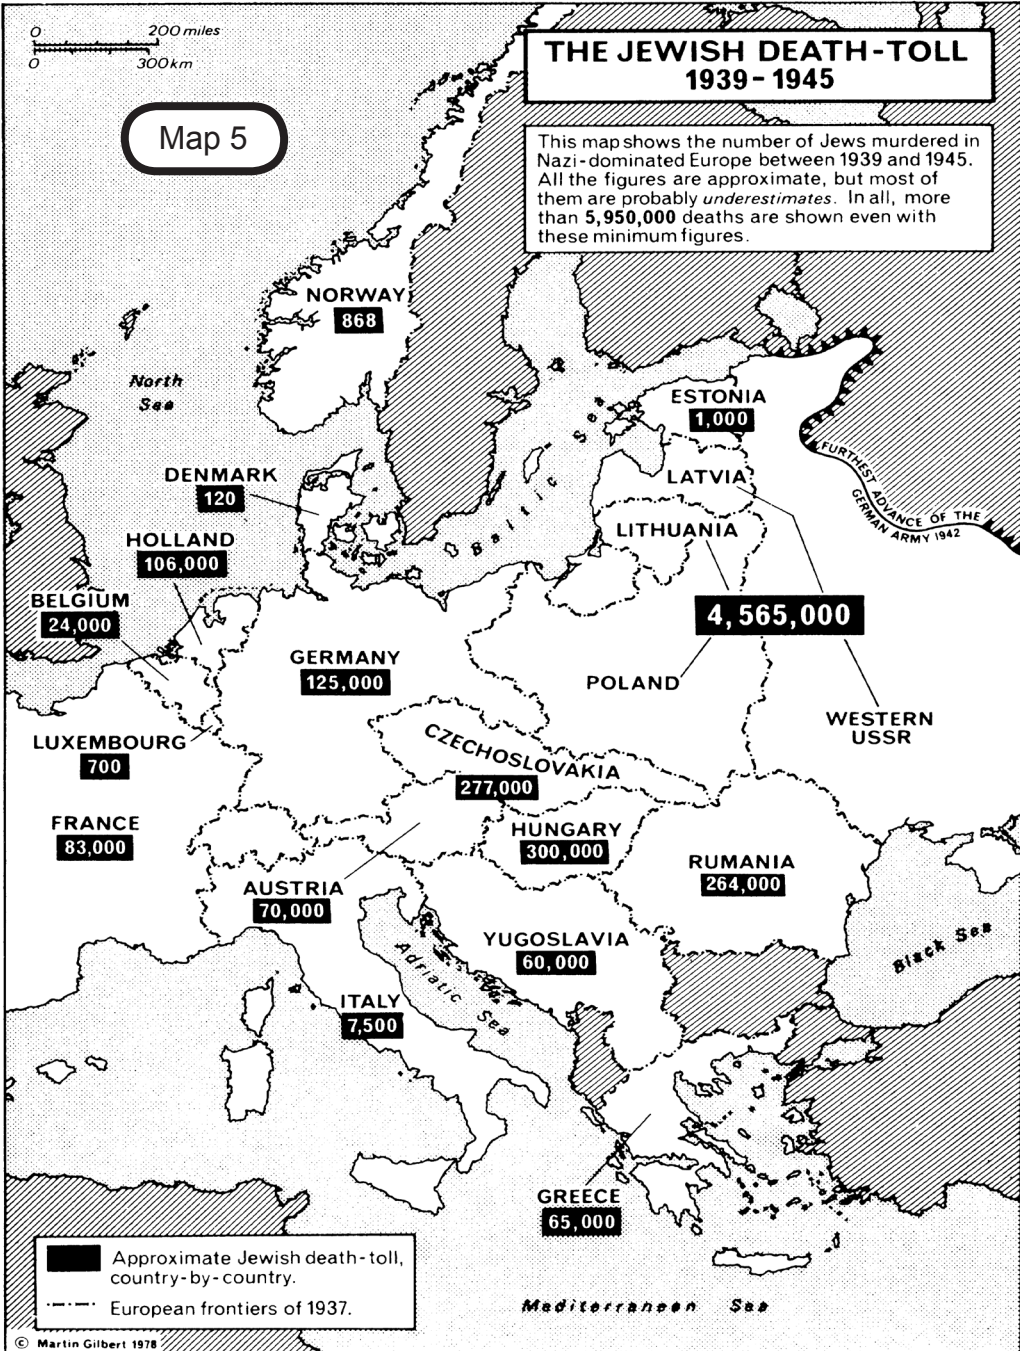 0 200 miles
0 300 km
THE JEWISH DEATH-TOLL
1939-1945
Map 5
This map shows the number of Jews murdered in
Nazi-dominated Europe between 1939 and 1945.
All the figures are approximate, but most of
them are probably underestimates. In all, more
than 5,950,000 deaths are shown even with
these minimum figures.
NORWAY
868
North
Sea
ESTONIA
1,000
FURTHEST ADVANCE OF THE
GERMAN ARMY 1942
DENMARK
120
LATVIA
Baltic Sea
LITHUANIA
HOLLAND
106,000
BELGIUM
24,000
4,565,000
GERMANY
125,000
POLAND
WESTERN
USSR
LUXEMBOURG
700
CZECHOSLOVAKIA
277,000
FRANCE
83,000
HUNGARY
300,000
RUMANIA
264,000
AUSTRIA
70,000
YUGOSLAVIA
60,000
Black Sea
Adriatic Sea
ITALY
7,500
GREECE
65,000
Approximate Jewish death-toll,
country-by-country.
European frontiers of 1937.
Mediterranean Sea
© Martin Gilbert 1978